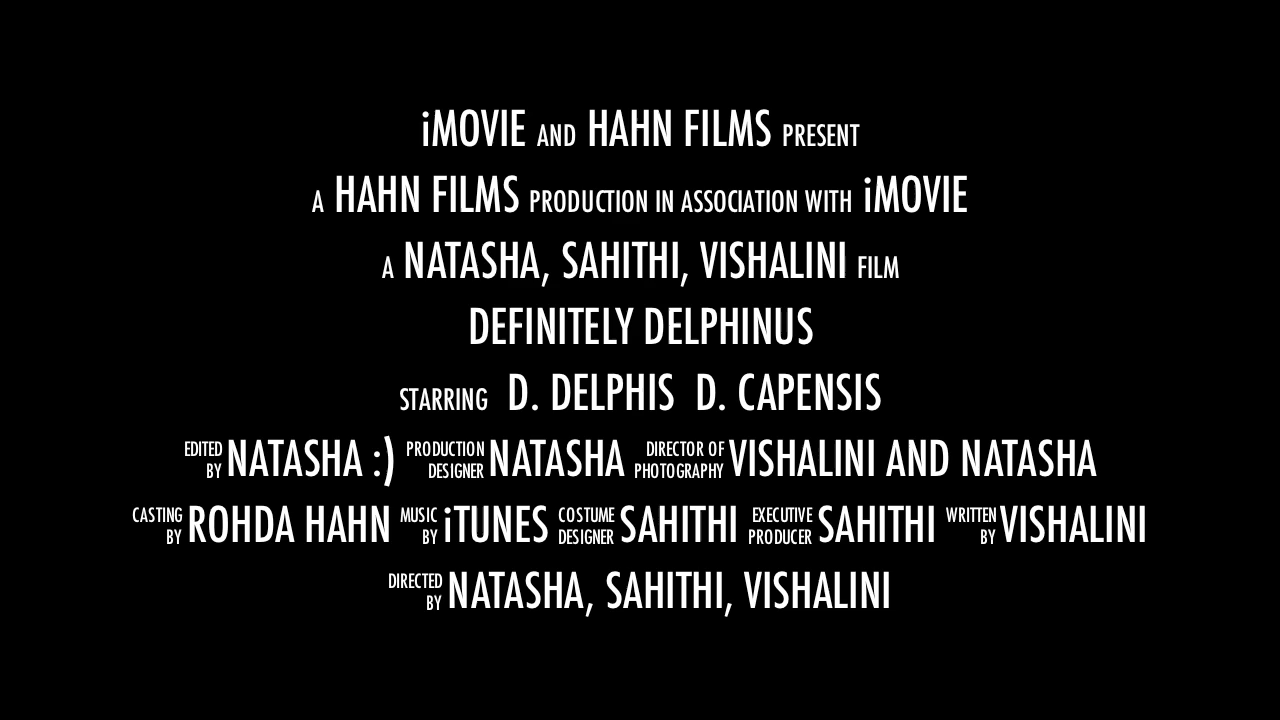 iMOVIE AND HAHN FILMS PRESENT
A HAHN FILMS PRODUCTION IN ASSOCIATION WITH iMOVIE
A NATASHA, SAHITHI, VISHALINI FILM
DEFINITELY DELPHINUS
STARRING D. DELPHIS D. CAPENSIS
EDITED BY NATASHA :) PRODUCTION DESIGNER NATASHA DIRECTOR OF PHOTOGRAPHY VISHALINI AND NATASHA
CASTING BY ROHDA HAHN MUSIC BY iTUNES COSTUME DESIGNER SAHITHI EXECUTIVE PRODUCER SAHITHI WRITTEN BY VISHALINI
DIRECTED BY NATASHA, SAHITHI, VISHALINI